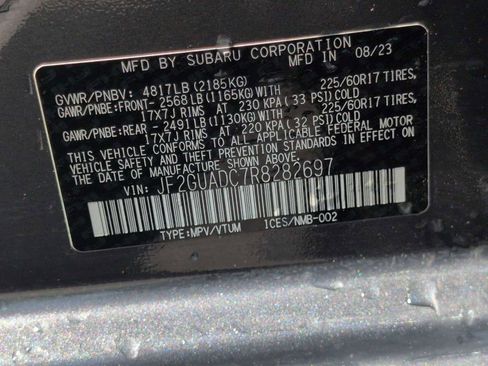 MFD BY SUBARU CORPORATION IN 08/23
GVWR/PNBV: 4817LB (2185KG)
GAWR/PNBE:FRONT- 2568LB (1165KG)WITH 225/60R17 TIRES,
17X7J RIMS AT 230 KPA ( 33 PSI)COLD
GAWR/PNBE:REAR - 2491LB(1130KG)WITH 225/60R17 TIRES,
17X7J RIMS AT 220 KPA ( 32 PSI)COLD
THIS VEHICLE CONFORMS TO ALL APPLICABLE FEDERAL MOTOR
VEHICLE SAFETY AND THEFT PREVENTION STANDARDS IN EFFECT ON THE
DATE OF MANUFACTURE SHOWN ABOVE.
VIN: JF2GUADC7R8282697
TYPE:MPV/VTUM ICES/NMB-002